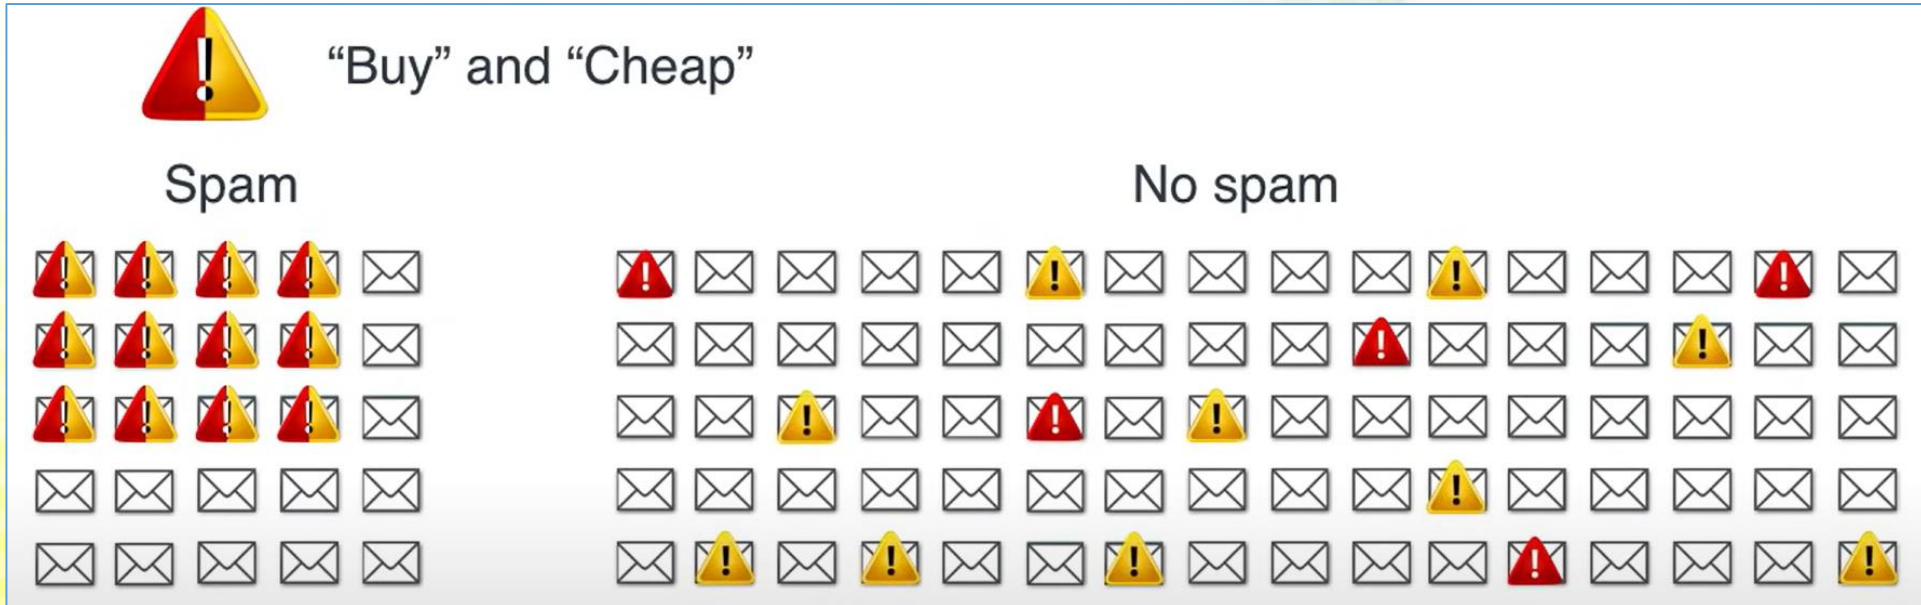 “Buy” and “Cheap”
Spam
No spam